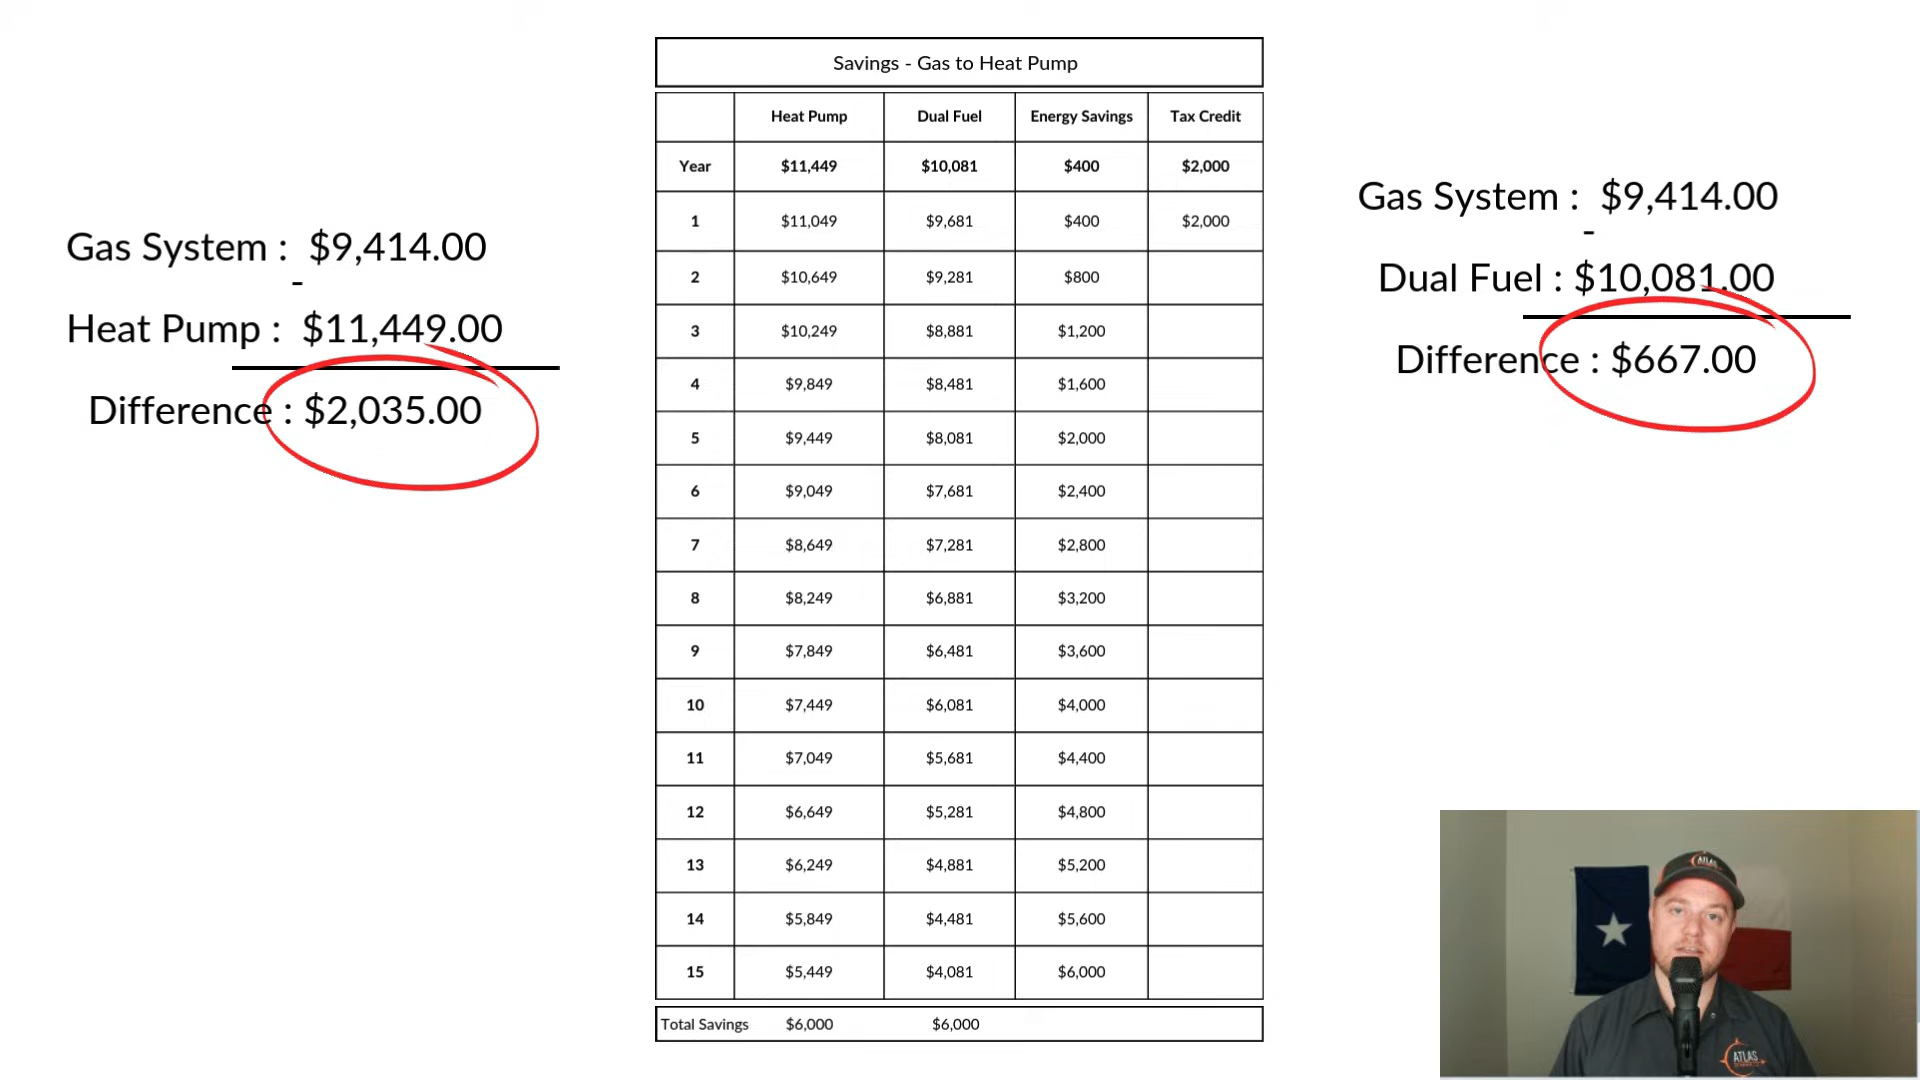 Savings - Gas to Heat Pump
Heat Pump Dual Fuel Energy Savings Tax Credit
Year $11,449 $10,081 $400 $2,000
1 $11,049 $9,681 $400 $2,000
2 $10,649 $9,281 $800
3 $10,249 $8,881 $1,200
4 $9,849 $8,481 $1,600
5 $9,449 $8,081 $2,000
6 $9,049 $7,681 $2,400
7 $8,649 $7,281 $2,800
8 $8,249 $6,881 $3,200
9 $7,849 $6,481 $3,600
10 $7,449 $6,081 $4,000
11 $7,049 $5,681 $4,400
12 $6,649 $5,281 $4,800
13 $6,249 $4,881 $5,200
14 $5,849 $4,481 $5,600
15 $5,449 $4,081 $6,000
Total Savings $6,000 $6,000
Gas System : $9,414.00
-
Heat Pump : $11,449.00
Difference : $2,035.00
Gas System : $9,414.00
-
Dual Fuel : $10,081.00
Difference : $667.00
ATLAS
ATLAS